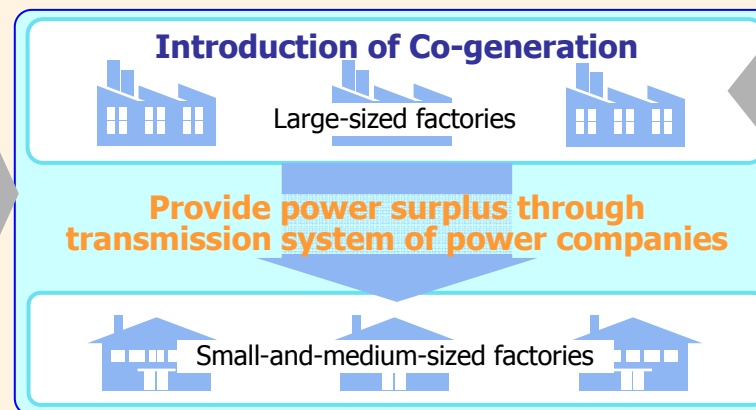 Introduction of Co-generation
Large-sized factories
Provide power surplus through
transmission system of power companies
Small-and-medium-sized factories